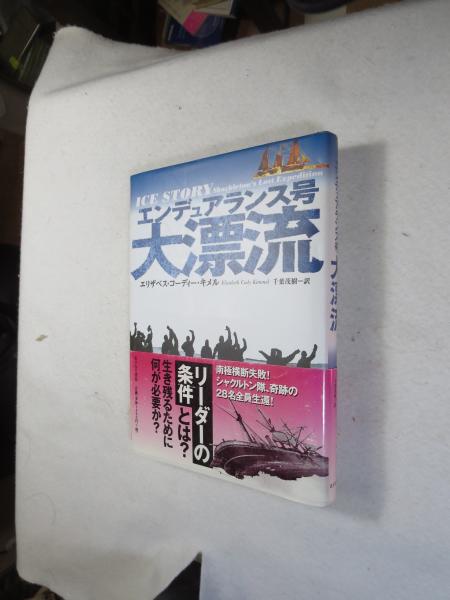 ICE STORY
Shackleton's Lost Expedition
エンデュアランス号
大漂流
エリザベス・コーディー・キメル Elizabeth Cody Kimmel 千葉茂樹―訳
南極横断失敗!
シャクルトン隊、奇跡の
28名全員生還!
リーダーの
条件とは?
生き残るために
何が必要か?
大漂流